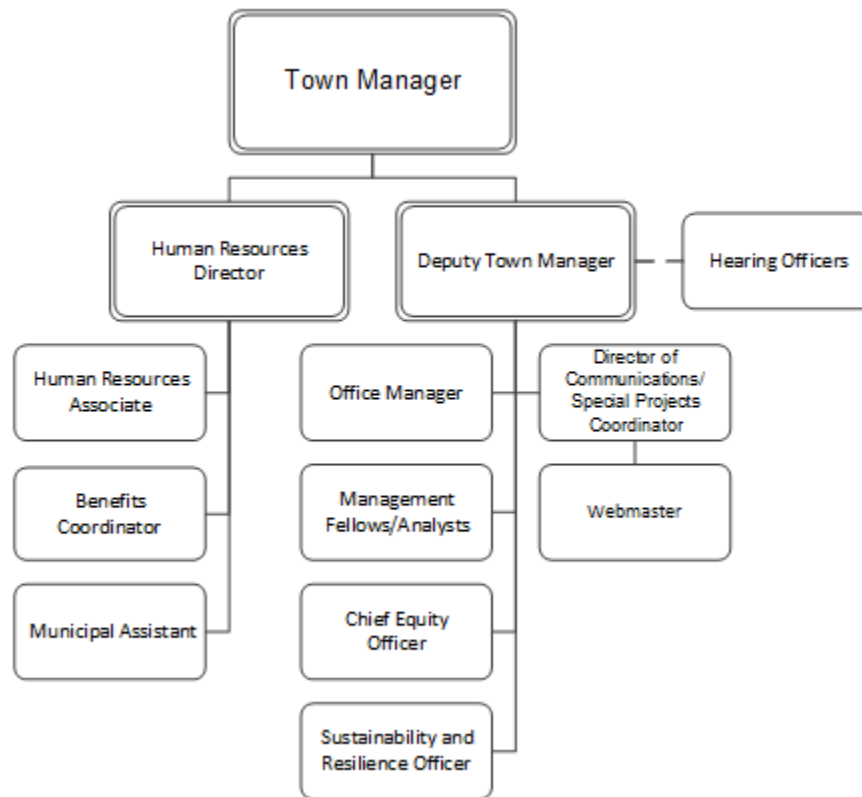 Town Manager
Human Resources
Director
Deputy Town Manager
Hearing Officers
Human Resources
Associate
Office Manager
Director of
Communications/
Special Projects
Coordinator
Benefits
Coordinator
Management
Fellows/Analysts
Webmaster
Municipal Assistant
Chief Equity
Officer
Sustainability and
Resilience Officer